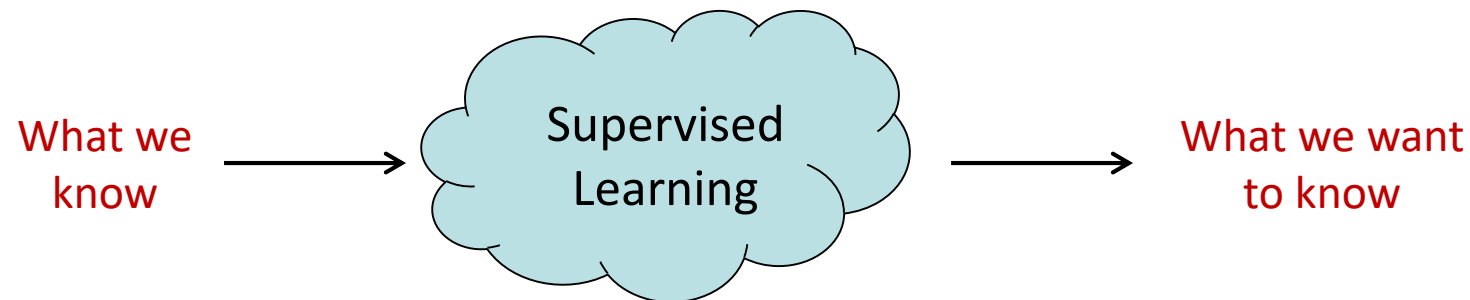 What we
know
Supervised
Learning
What we want
to know